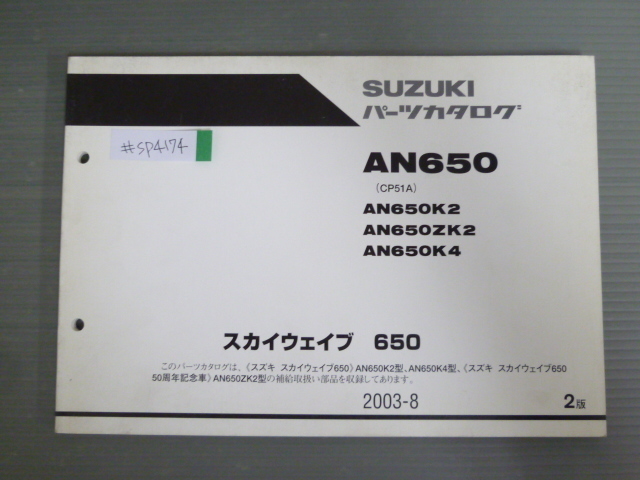 SUZUKI
パーツカタログ
#SP4174
AN650
(CP51A)
AN650K2
AN650ZK2
AN650K4
スカイウェイブ 650
このパーツカタログは、〈スズキ スカイウェイブ650〉AN650K2型、AN650K4型、〈スズキ スカイウェイブ650
50周年記念車〉AN650ZK2型の補給取扱い部品を収録してあります。
2003-8
2版